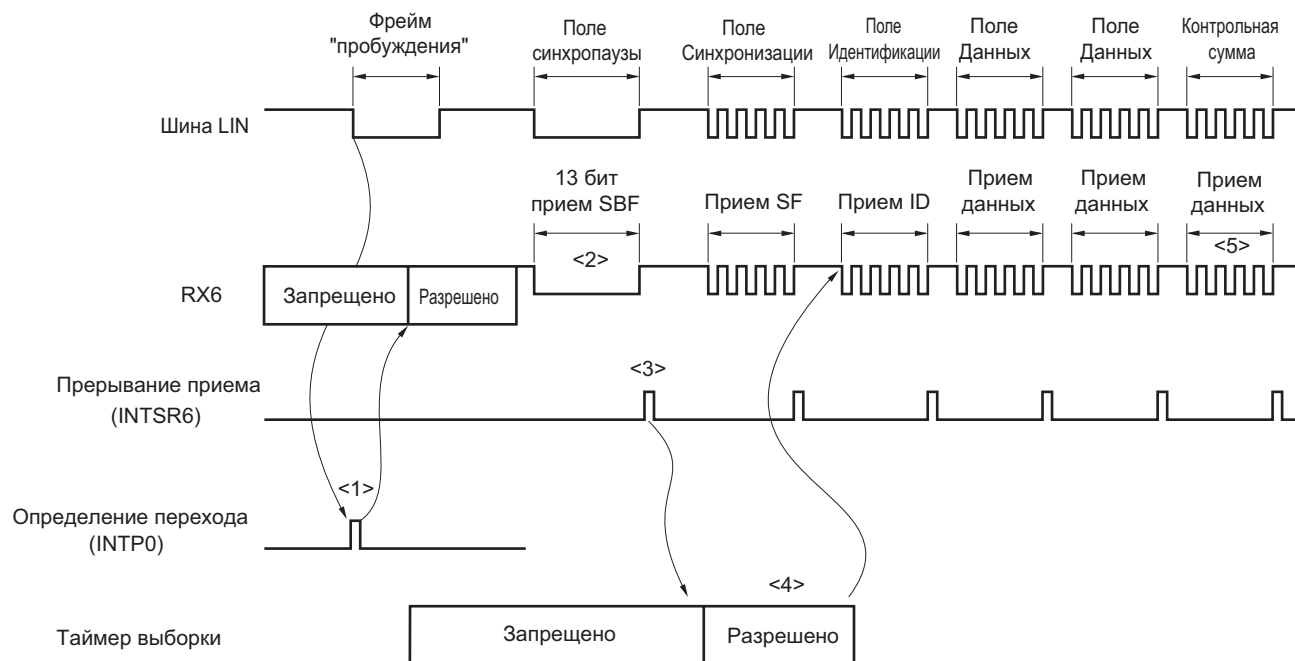 Фрейм
"пробуждения"
Поле
синхропаузы
Поле
Синхронизации
Поле
Идентификации
Поле
Данных
Поле
Данных
Контрольная
сумма
Шина LIN
13 бит
прием SBF
Прием SF
Прием ID
Прием
данных
Прием
данных
Прием
данных
<2>
<5>
RX6
Запрещено
Разрешено
Прерывание приема
(INTSR6)
<3>
<1>
Определение перехода
(INTP0)
<4>
Таймер выборки
Запрещено
Разрешено